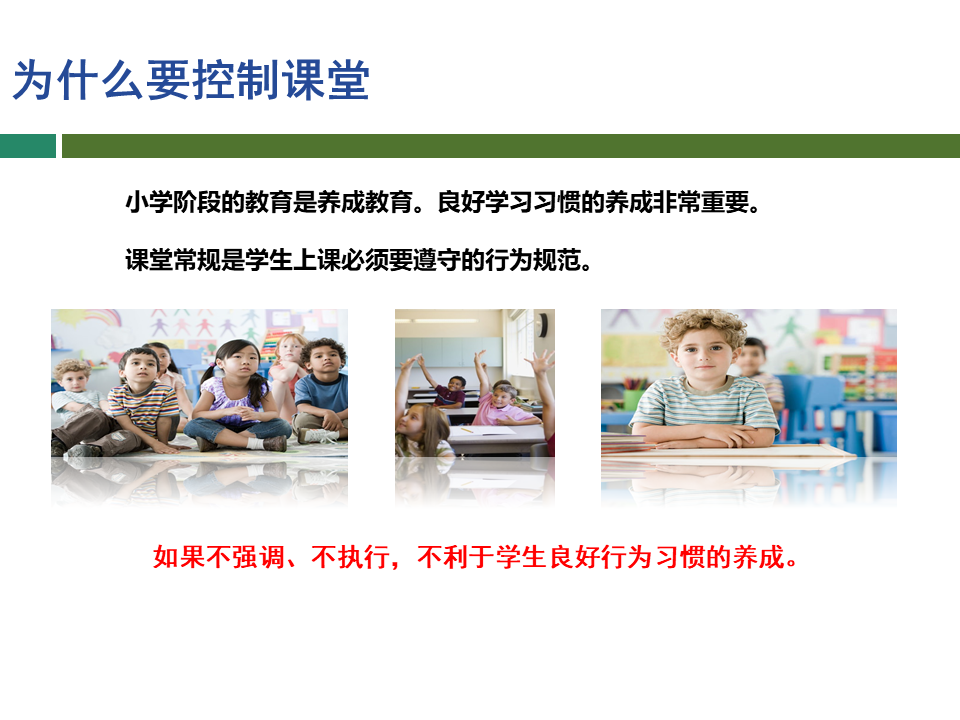 为什么要控制课堂
小学阶段的教育是养成教育。良好学习习惯的养成非常重要。
课堂常规是学生上课必须要遵守的行为规范。
如果不强调、不执行，不利于学生良好行为习惯的养成。